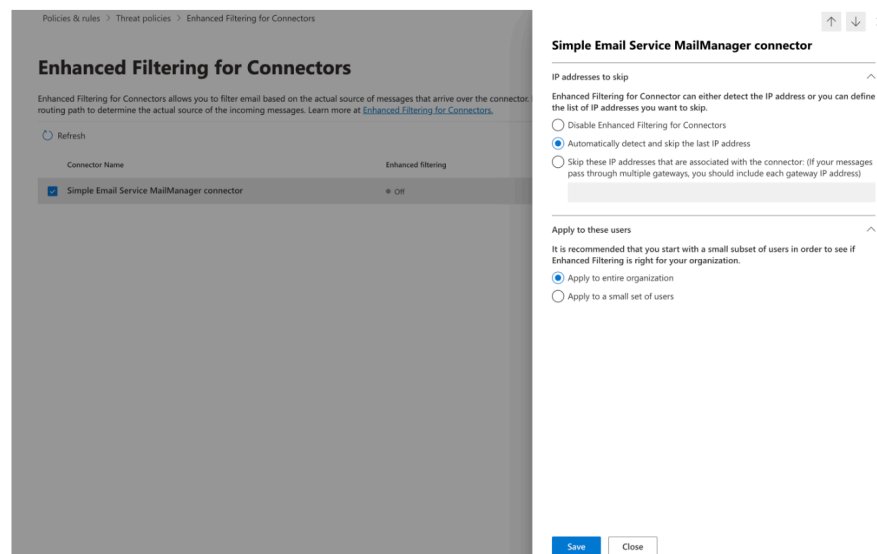 Policies & rules > Threat policies > Enhanced Filtering for Connectors
Enhanced Filtering for Connectors
Enhanced Filtering for Connectors allows you to filter email based on the actual source of messages that arrive over the connector.
routing path to determine the actual source of the incoming messages. Learn more at Enhanced Filtering for Connectors.
Refresh
Connector Name Enhanced filtering
Simple Email Service MailManager connector Off
Simple Email Service MailManager connector
IP addresses to skip
Enhanced Filtering for Connector can either detect the IP address or you can define
the list of IP addresses you want to skip.
Disable Enhanced Filtering for Connectors
Automatically detect and skip the last IP address
Skip these IP addresses that are associated with the connector: (If your messages
pass through multiple gateways, you should include each gateway IP address)
Apply to these users
It is recommended that you start with a small subset of users in order to see if
Enhanced Filtering is right for your organization.
Apply to entire organization
Apply to a small set of users
Save Close